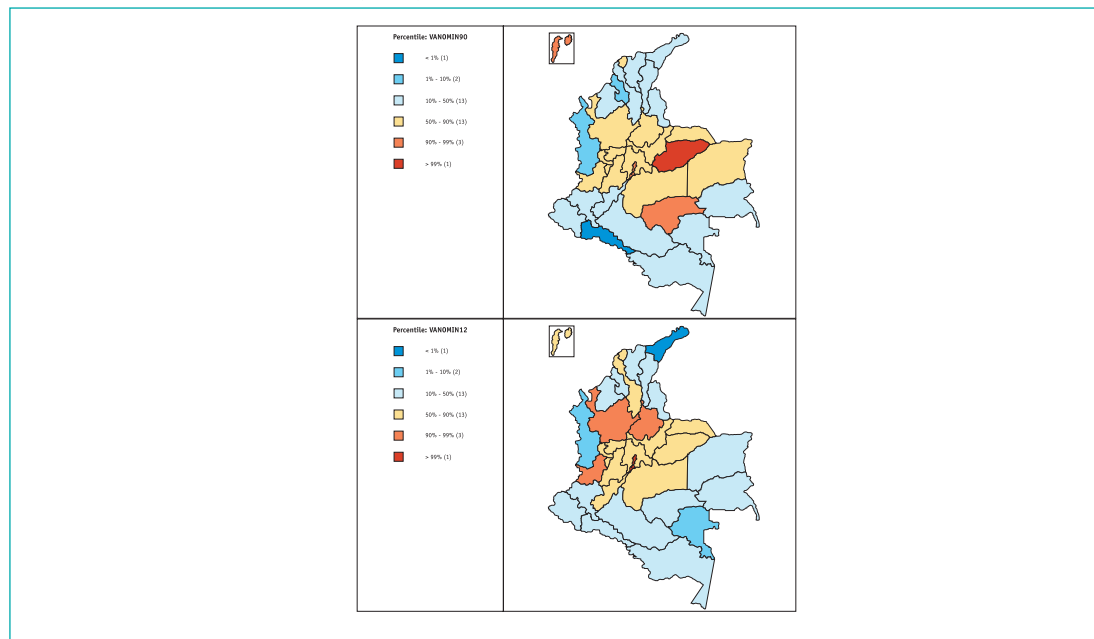 Percentile: VANOMIN90
< 1% (1)
1% - 10% (2)
10% - 50% (13)
50% - 90% (13)
90% - 99% (3)
> 99% (1)
Percentile: VANOMIN12
< 1% (1)
1% - 10% (2)
10% - 50% (13)
50% - 90% (13)
90% - 99% (3)
> 99% (1)